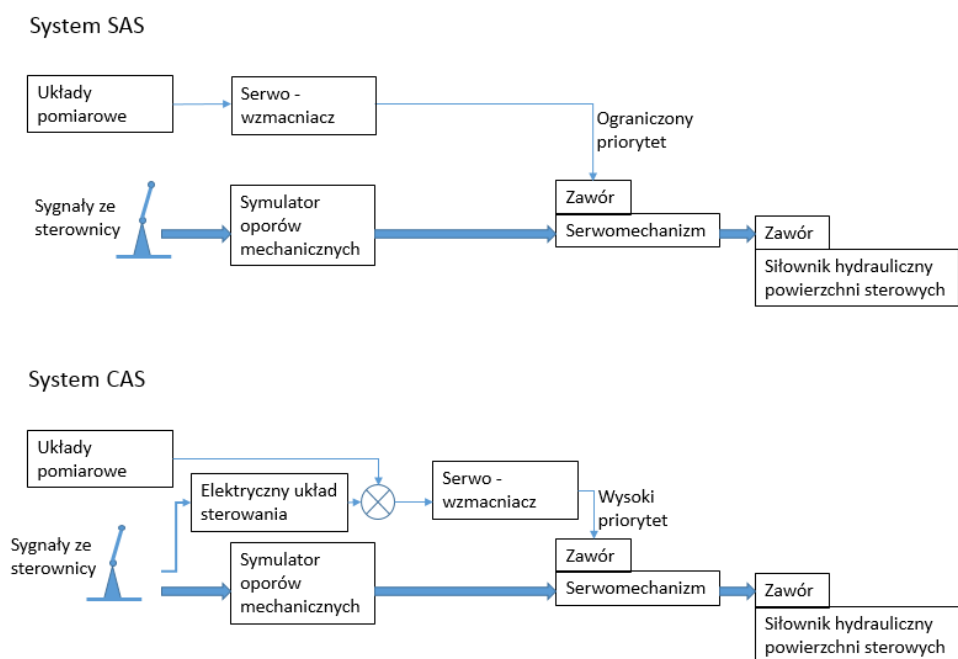 System SAS
Układy
pomiarowe
Serwo -
wzmacniacz
Ograniczony
priorytet
Sygnały ze
sterownicy
Symulator
oporów
mechanicznych
Zawór
Serwomechanizm
Zawór
Siłownik hydrauliczny
powierzchni sterowych
System CAS
Układy
pomiarowe
Elektryczny układ
sterowania
Serwo -
wzmacniacz
Wysoki
priorytet
Sygnały ze
sterownicy
Symulator
oporów
mechanicznych
Zawór
Serwomechanizm
Zawór
Siłownik hydrauliczny
powierzchni sterowych